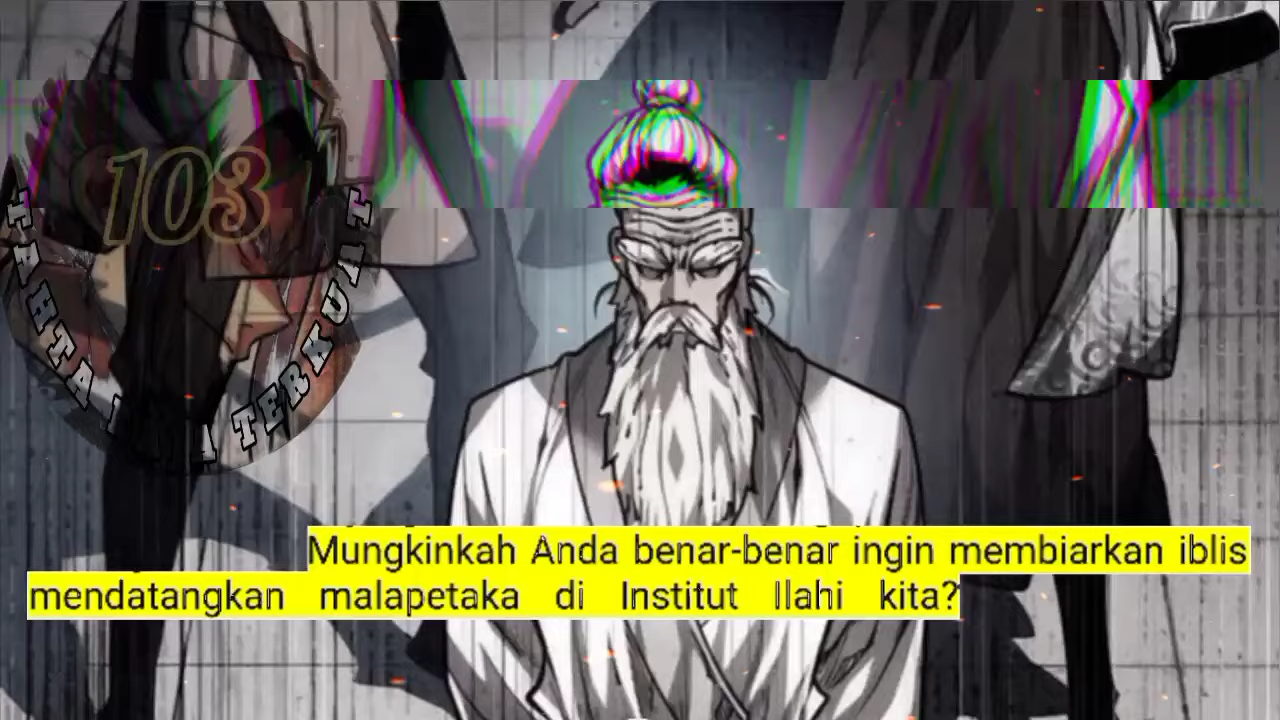 103
TAHTA
TERKUAT
Mungkinkah Anda benar-benar ingin membiarkan iblis
mendatangkan malapetaka di Institut Ilahi kita?